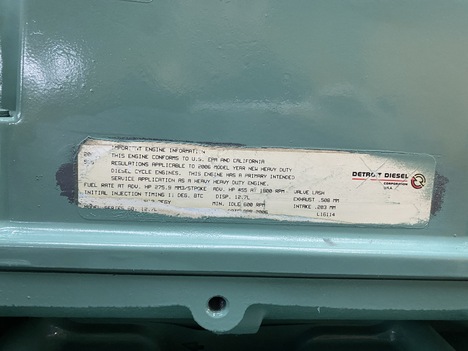 IMPORTANT ENGINE INFORMATION
THIS ENGINE CONFORMS TO U.S. EPA AND CALIFORNIA
REGULATIONS APPLICABLE TO 2006 MODEL YEAR NEW HEAVY DUTY
DIESEL CYCLE ENGINES. THIS ENGINE HAS A PRIMARY INTENDED
SERVICE APPLICATION AS A HEAVY HEAVY DUTY ENGINE.
FUEL RATE AT ADV. HP 275.9 MM3/STROKE ADV. HP 455 AT 1800 RPM VALVE LASH
INITIAL INJECTION TIMING 1 DEG. BTC DISP. 12.7L EXHAUST .508 MM
MIN. IDLE 600 RPM INTAKE .203 MM
2006 L16114
DETROIT DIESEL
CORPORATION